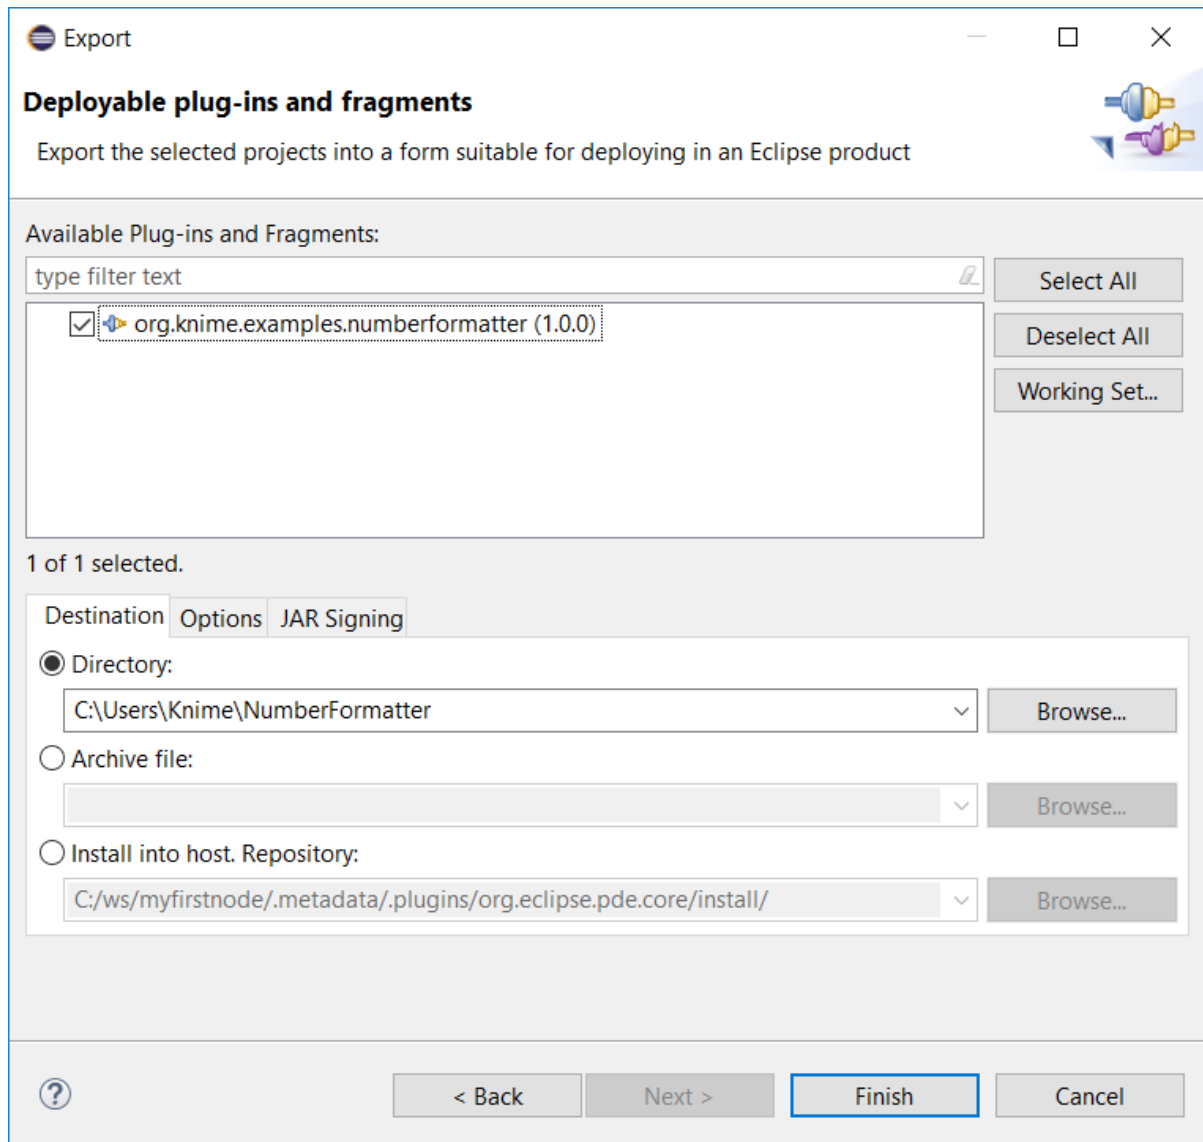 Export
Deployable plug-ins and fragments
Export the selected projects into a form suitable for deploying in an Eclipse product
Available Plug-ins and Fragments:
type filter text
Select All
org.knime.examples.numberformatter (1.0.0)
Deselect All
Working Set...
1 of 1 selected.
Destination Options JAR Signing
Directory:
C:\Users\Knime\NumberFormatter Browse...
Archive file:
Browse...
Install into host. Repository:
C:/ws/myfirstnode/.metadata/.plugins/org.eclipse.pde.core/install/ Browse...
? < Back Next > Finish Cancel